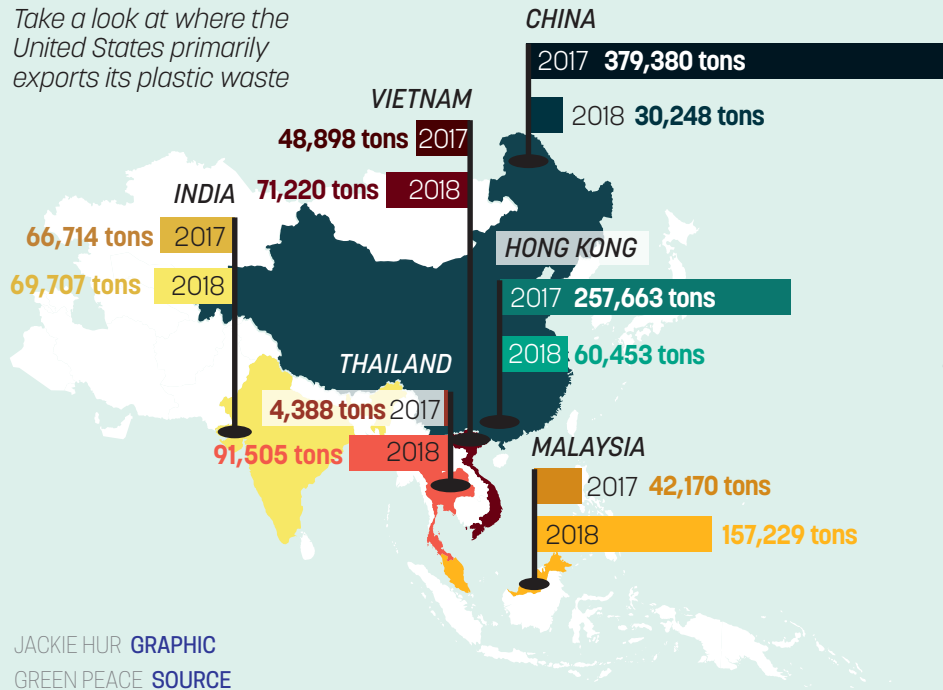 Take a look at where the
United States primarily
exports its plastic waste
CHINA
2017 379,380 tons
2018 30,248 tons
VIETNAM
48,898 tons 2017
71,220 tons 2018
INDIA
66,714 tons 2017
69,707 tons 2018
HONG KONG
2017 257,663 tons
2018 60,453 tons
THAILAND
4,388 tons 2017
91,505 tons 2018
MALAYSIA
2017 42,170 tons
2018 157,229 tons
JACKIE HUR GRAPHIC
GREEN PEACE SOURCE